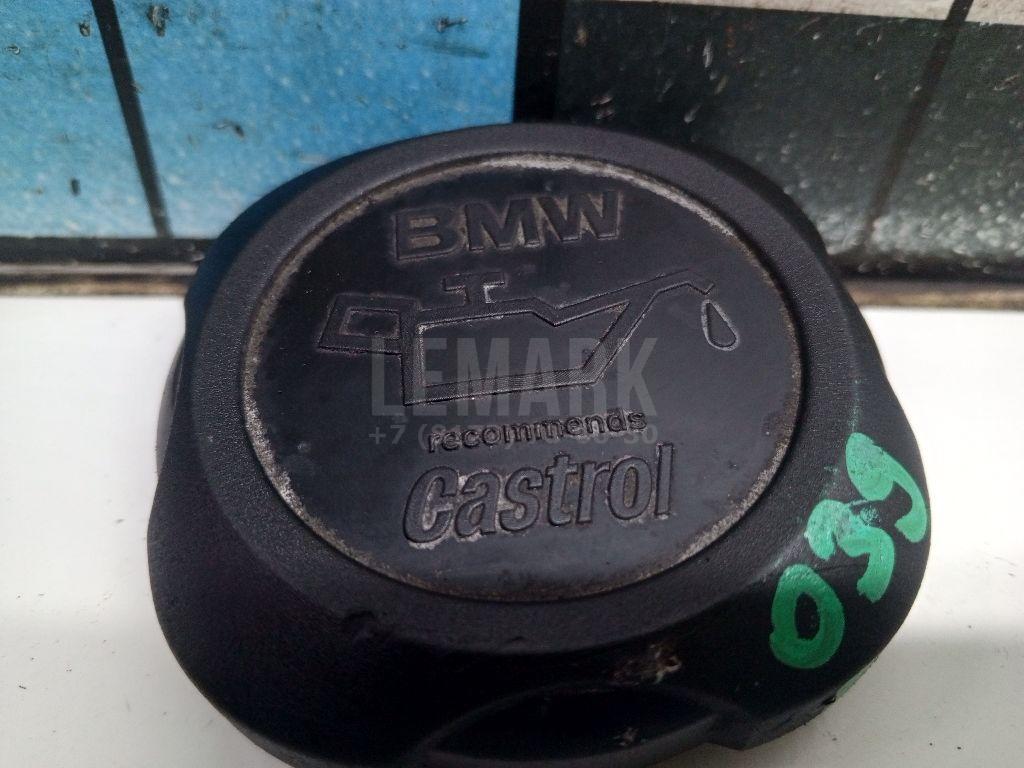 BMW
LEMARK
recommends
Castrol
039